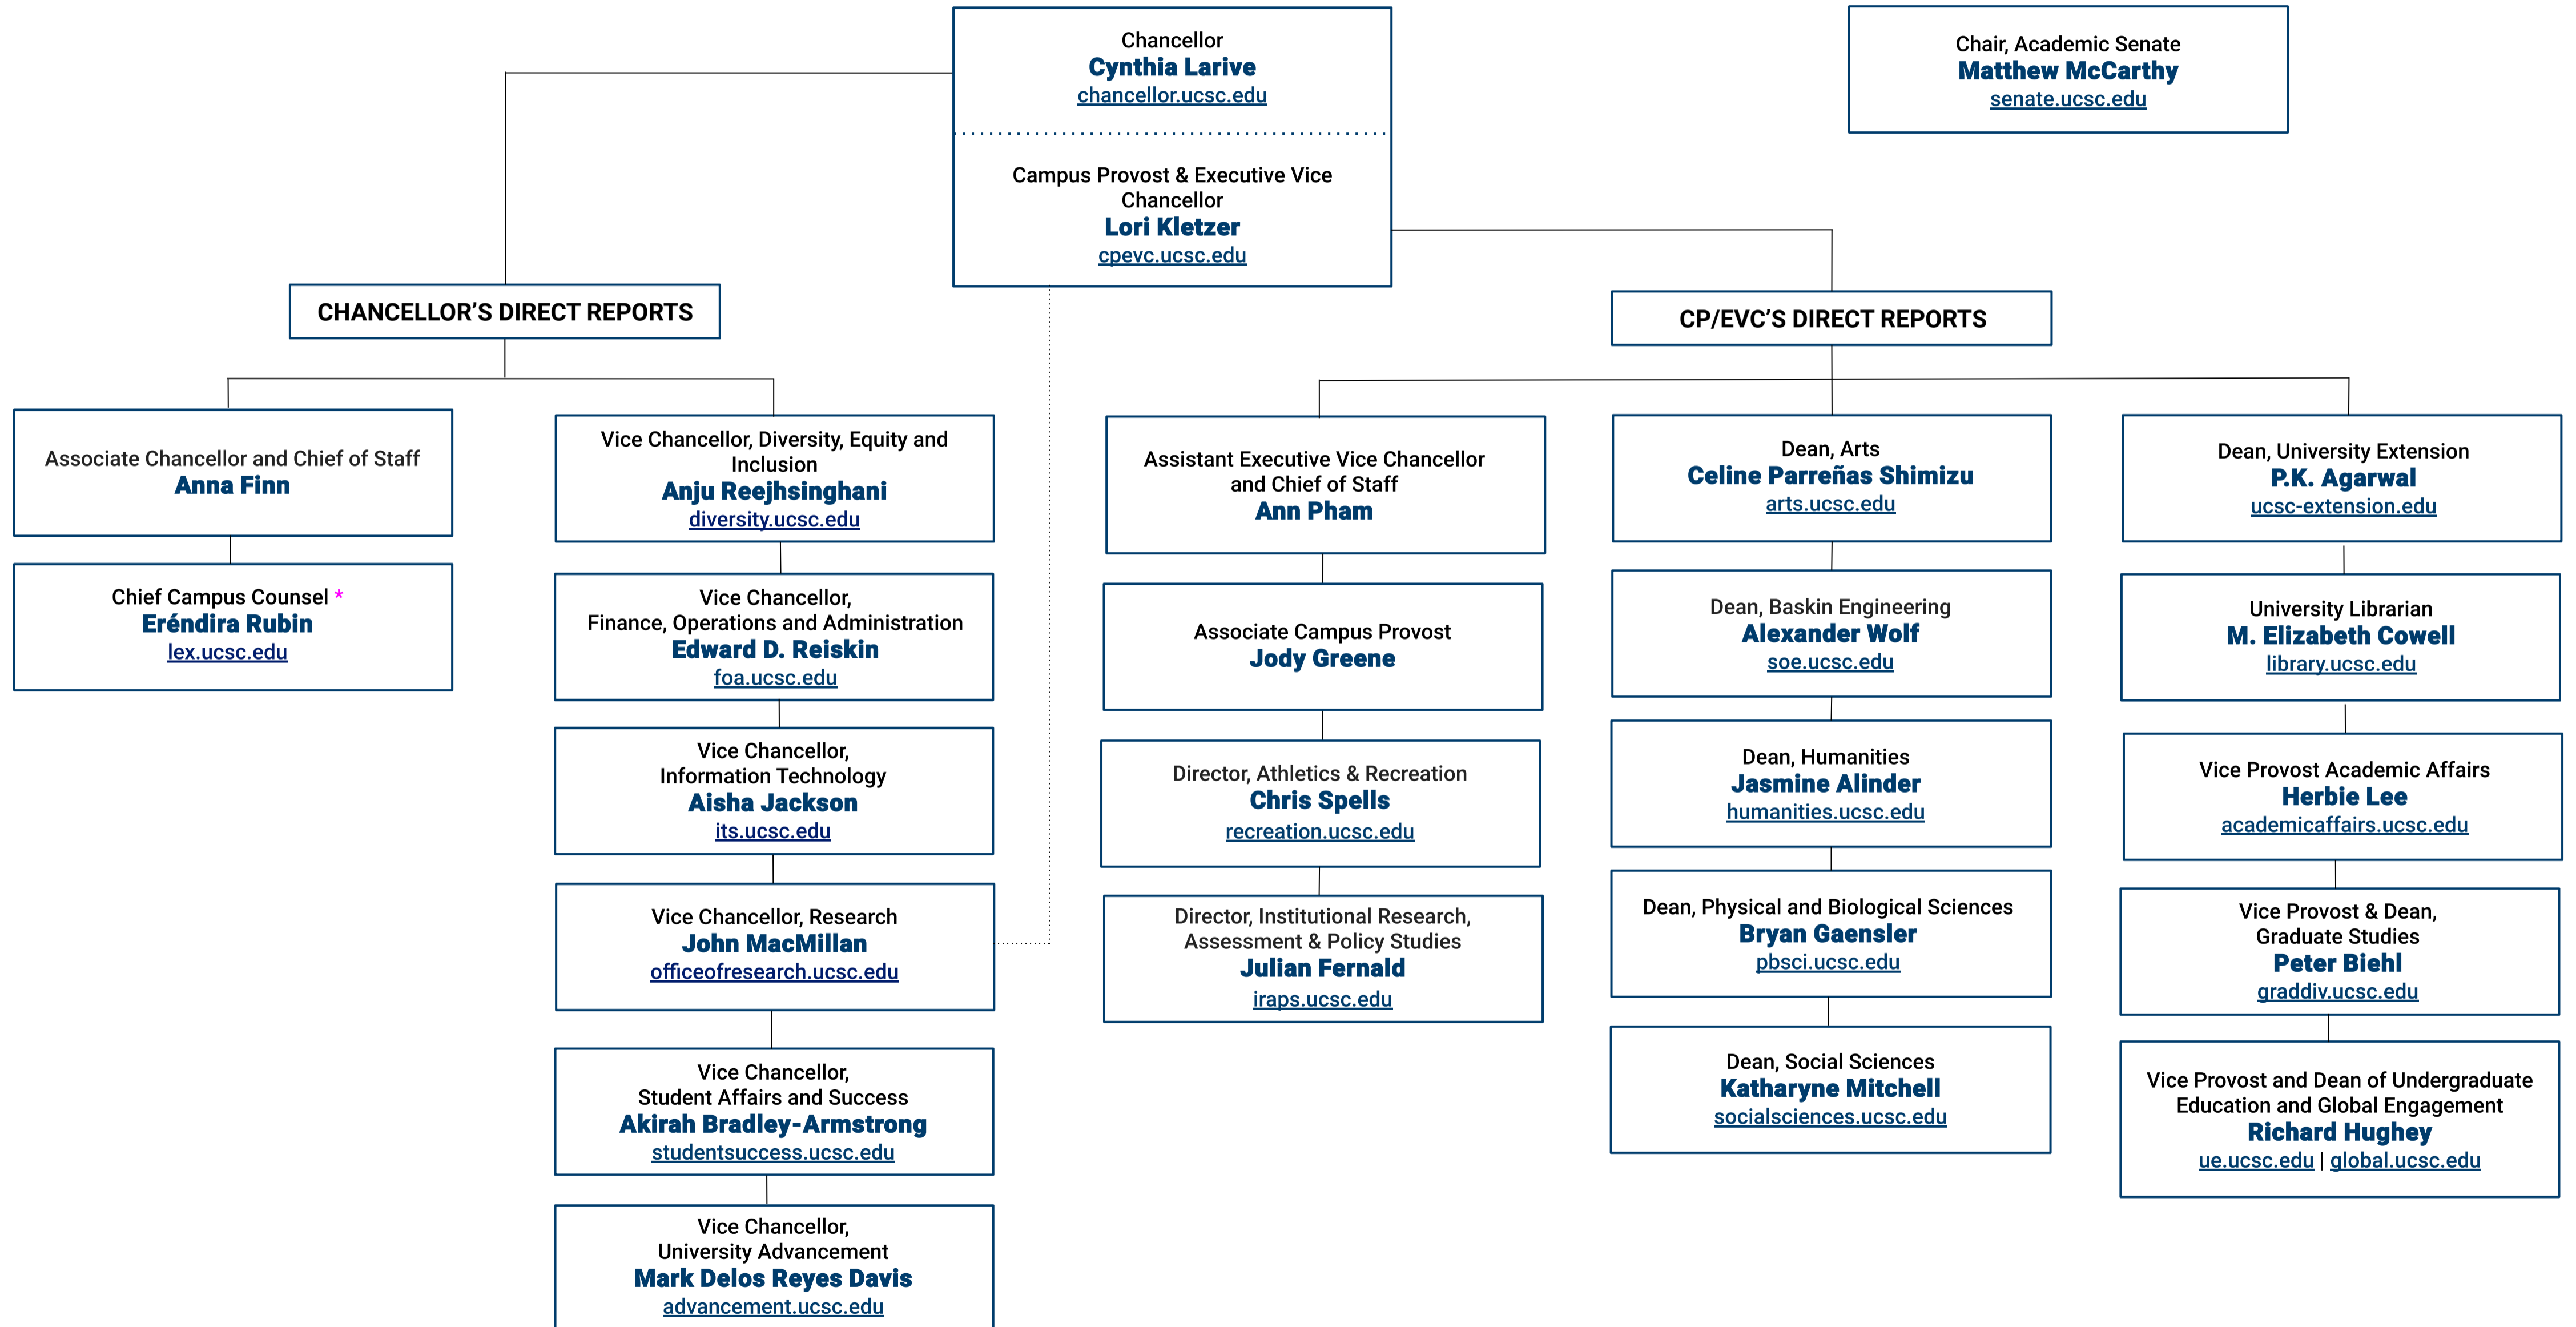 Chancellor
Cynthia Larive
chancellor.ucsc.edu
Campus Provost & Executive Vice
Chancellor
Lori Kletzer
cpevc.ucsc.edu
Chair, Academic Senate
Matthew McCarthy
senate.ucsc.edu
CHANCELLOR’S DIRECT REPORTS
Associate Chancellor and Chief of Staff
Anna Finn
Chief Campus Counsel *
Eréndira Rubin
lex.ucsc.edu
Vice Chancellor, Diversity, Equity and
Inclusion
Anju Reejhsinghani
diversity.ucsc.edu
Vice Chancellor,
Finance, Operations and Administration
Edward D. Reiskin
foa.ucsc.edu
Vice Chancellor,
Information Technology
Aisha Jackson
its.ucsc.edu
Vice Chancellor, Research
John MacMillan
officeofresearch.ucsc.edu
Vice Chancellor,
Student Affairs and Success
Akirah Bradley-Armstrong
studentsuccess.ucsc.edu
Vice Chancellor,
University Advancement
Mark Delos Reyes Davis
advancement.ucsc.edu
CP/EVC’S DIRECT REPORTS
Assistant Executive Vice Chancellor
and Chief of Staff
Ann Pham
Associate Campus Provost
Jody Greene
Director, Athletics & Recreation
Chris Spells
recreation.ucsc.edu
Director, Institutional Research,
Assessment & Policy Studies
Julian Fernald
iraps.ucsc.edu
Dean, Arts
Celine Parreñas Shimizu
arts.ucsc.edu
Dean, Baskin Engineering
Alexander Wolf
soe.ucsc.edu
Dean, Humanities
Jasmine Alinder
humanities.ucsc.edu
Dean, Physical and Biological Sciences
Bryan Gaensler
pbsci.ucsc.edu
Dean, Social Sciences
Katharyne Mitchell
socialsciences.ucsc.edu
Dean, University Extension
P.K. Agarwal
ucsc-extension.edu
University Librarian
M. Elizabeth Cowell
library.ucsc.edu
Vice Provost Academic Affairs
Herbie Lee
academicaffairs.ucsc.edu
Vice Provost & Dean,
Graduate Studies
Peter Biehl
graddiv.ucsc.edu
Vice Provost and Dean of Undergraduate
Education and Global Engagement
Richard Hughey
ue.ucsc.edu | global.ucsc.edu